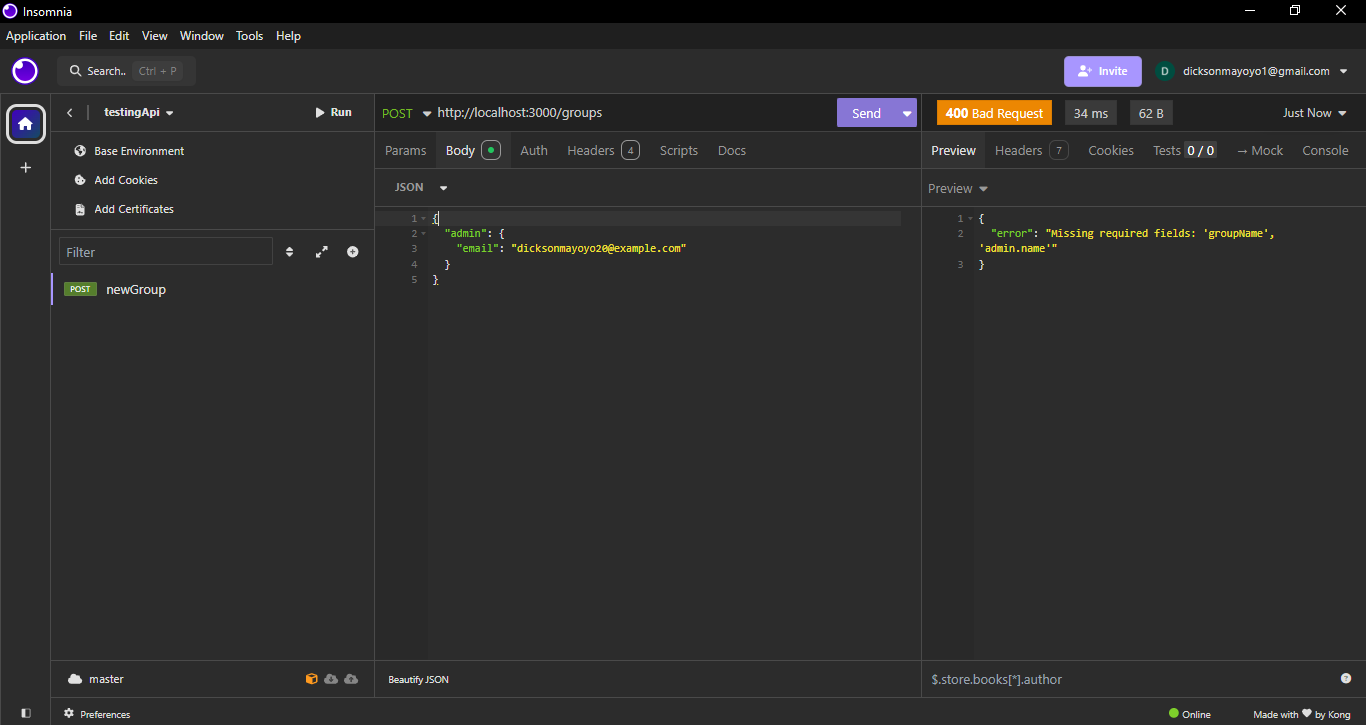 Insomnia
Application File Edit View Window Tools Help
Search.. Ctrl + P
Invite
D dicksonmayoyo1@gmail.com
testingApi
Run
Base Environment
Add Cookies
Add Certificates
Filter
POST newGroup
master
Preferences
POST http://localhost:3000/groups
Send
Params Body Auth Headers 4 Scripts Docs
JSON
1 {
2 "admin": {
3 "email": "dicksonmayoyo20@example.com"
4 }
5 }
Beautify JSON
400 Bad Request 34 ms 62 B Just Now
Preview Headers 7 Cookies Tests 0 / 0 → Mock Console
Preview
1 {
2 "error": "Missing required fields: 'groupName',
'admin.name'"
3 }
$.store.books[*].author
Online
Made with ❤ by Kong